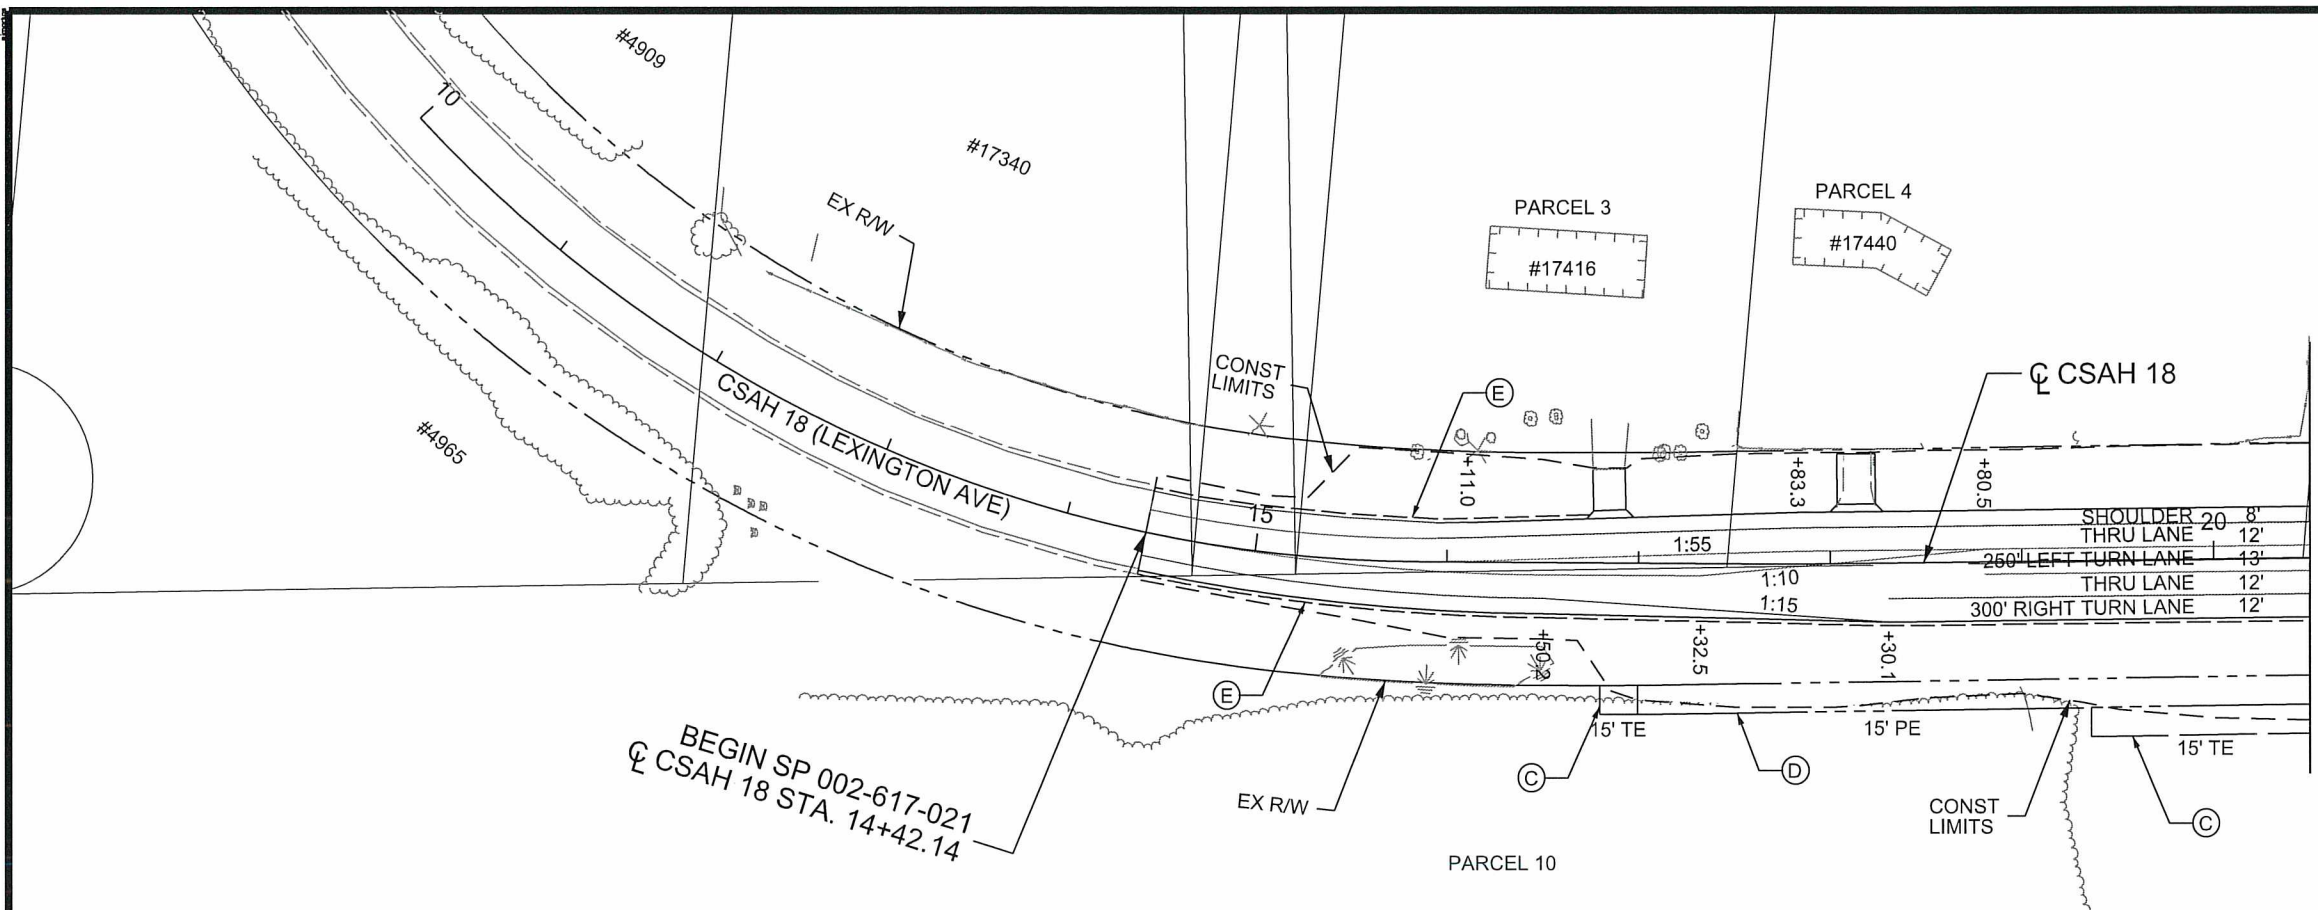 #4909
10
#17340
EX R/W
PARCEL 3
#17416
PARCEL 4
#17440
℄ CSAH 18
CONST
LIMITS
E
#4965
CSAH 18 (LEXINGTON AVE)
15
+11.0
+83.3
+80.5
1:55
1:10
1:15
SHOULDER 20 8'
THRU LANE 12'
250' LEFT TURN LANE 13'
THRU LANE 12'
300' RIGHT TURN LANE 12'
+50.2
+32.5
+30.1
E
15' TE
15' PE
15' TE
C
D
C
EX R/W
CONST
LIMITS
BEGIN SP 002-617-021
℄ CSAH 18 STA. 14+42.14
PARCEL 10